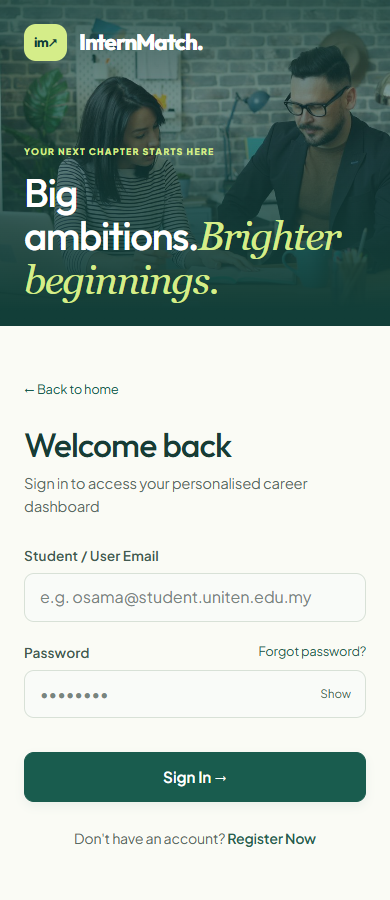 im↗ InternMatch.
YOUR NEXT CHAPTER STARTS HERE
Big
ambitions.Brighter
beginnings.
← Back to home
Welcome back
Sign in to access your personalised career
dashboard
Student / User Email
e.g. osama@student.uniten.edu.my
Password Forgot password?
●●●●●●●● Show
Sign In →
Don't have an account? Register Now